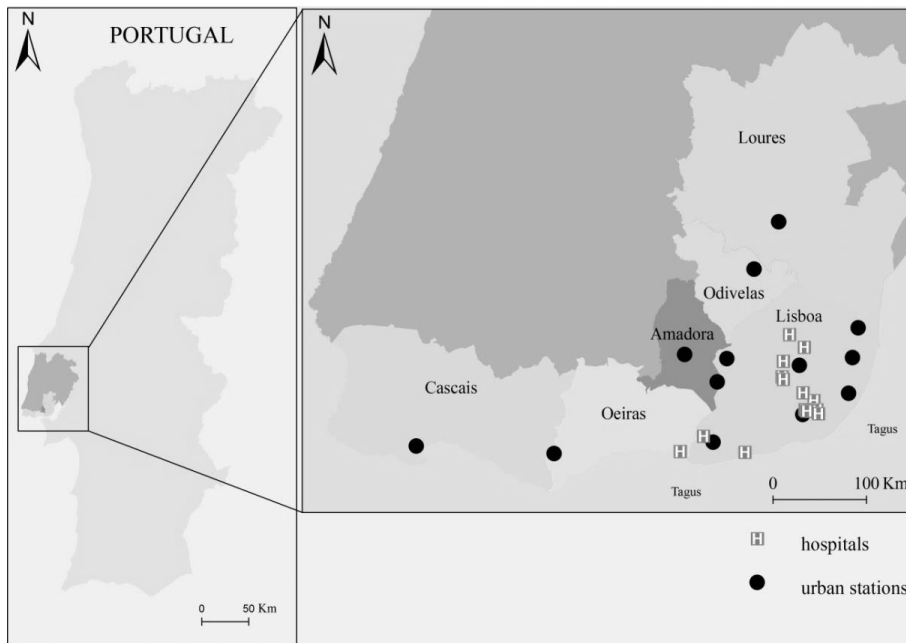 N
PORTUGAL
0 50 Km
N
Loures
Odivelas
Lisboa
Amadora
Cascais
Oeiras
Tagus
Tagus
0 100 Km
H hospitals
urban stations
H
H
H
H
H
H
H
H
H
H
H